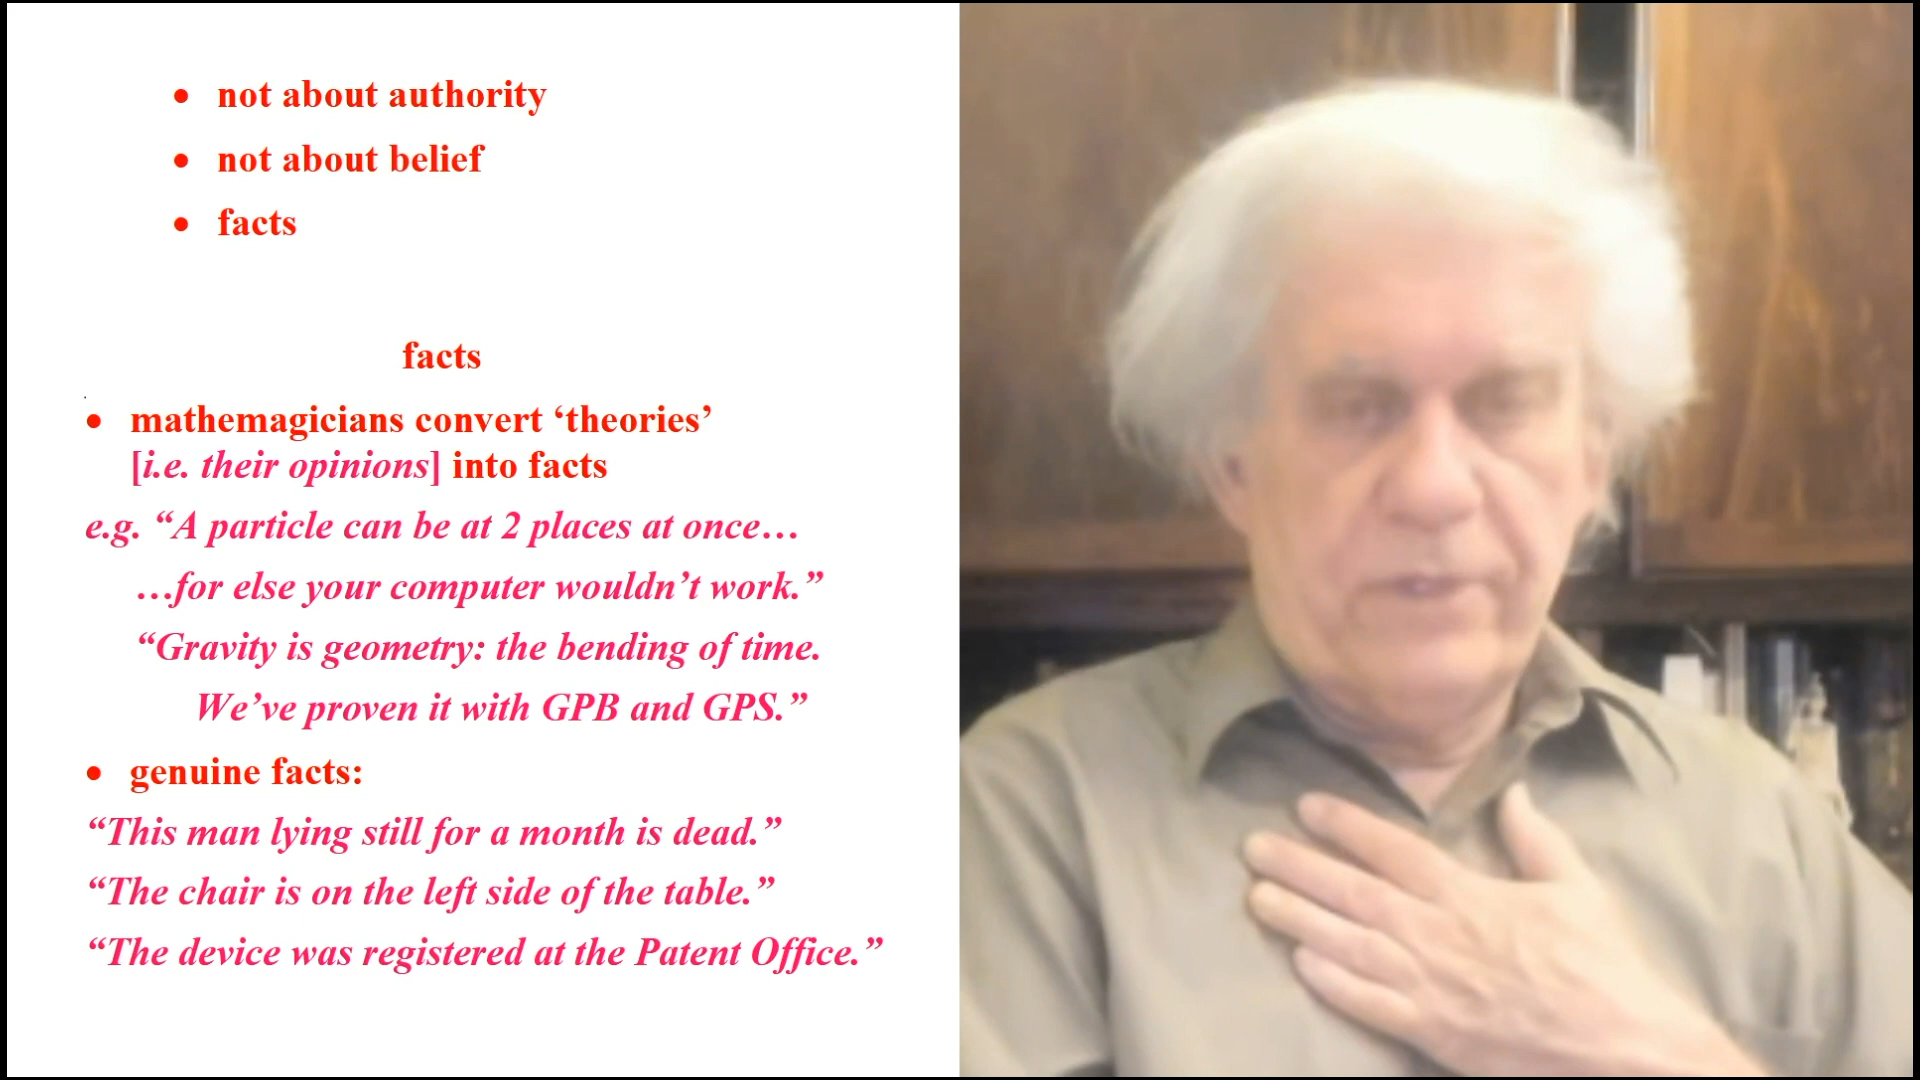 • not about authority
• not about belief
• facts
facts
• mathemagicians convert ‘theories’
[i.e. their opinions] into facts
e.g. “A particle can be at 2 places at once…
…for else your computer wouldn’t work.”
“Gravity is geometry: the bending of time.
We’ve proven it with GPB and GPS.”
• genuine facts:
“This man lying still for a month is dead.”
“The chair is on the left side of the table.”
“The device was registered at the Patent Office.”